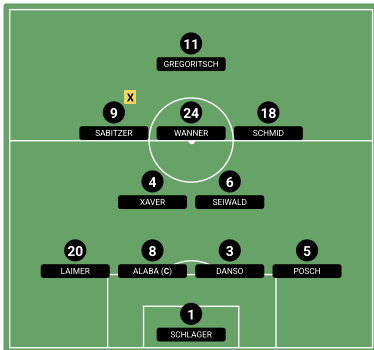 11
GREGORITSCH
X
9 24 18
SABITZER WANNER SCHMID
4 6
XAVER SEIWALD
20 8 3 5
LAIMER ALABA (C) DANSO POSCH
1
SCHLAGER